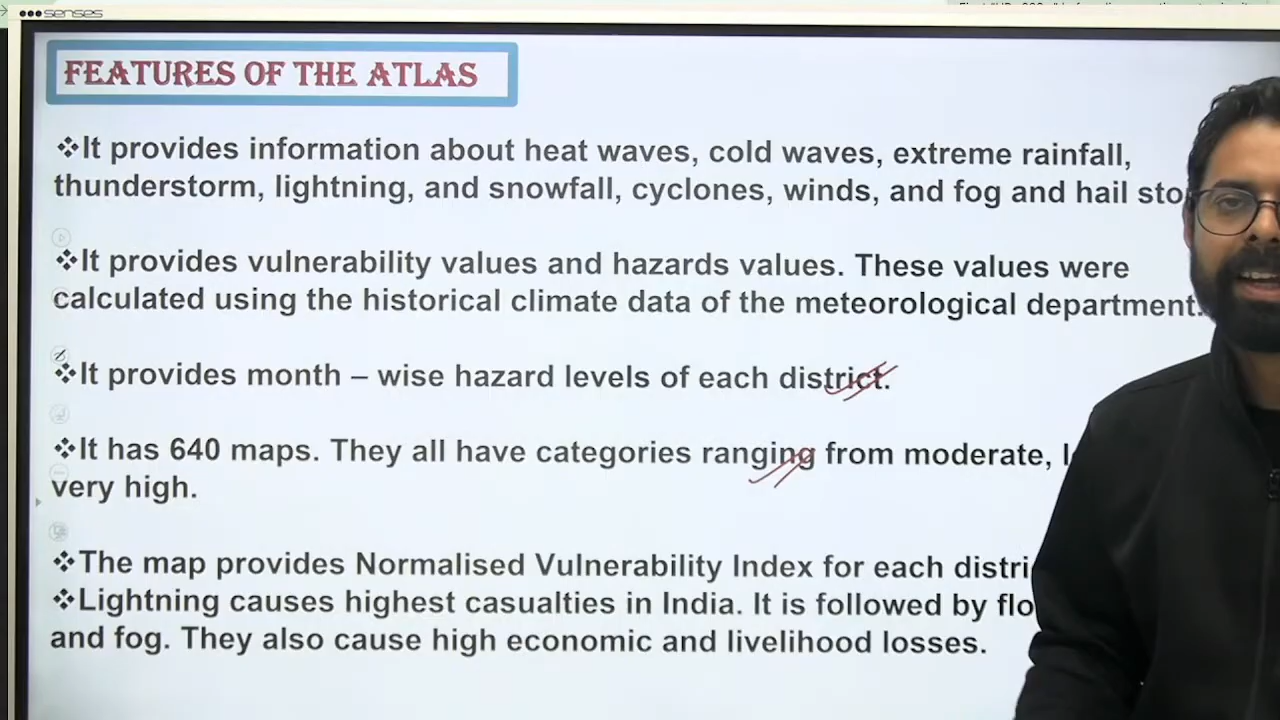 senses
FEATURES OF THE ATLAS
❖It provides information about heat waves, cold waves, extreme rainfall,
thunderstorm, lightning, and snowfall, cyclones, winds, and fog and hail sto
❖It provides vulnerability values and hazards values. These values were
calculated using the historical climate data of the meteorological department.
❖It provides month – wise hazard levels of each district.
❖It has 640 maps. They all have categories ranging from moderate, l
very high.
❖The map provides Normalised Vulnerability Index for each distri
❖Lightning causes highest casualties in India. It is followed by flo
and fog. They also cause high economic and livelihood losses.